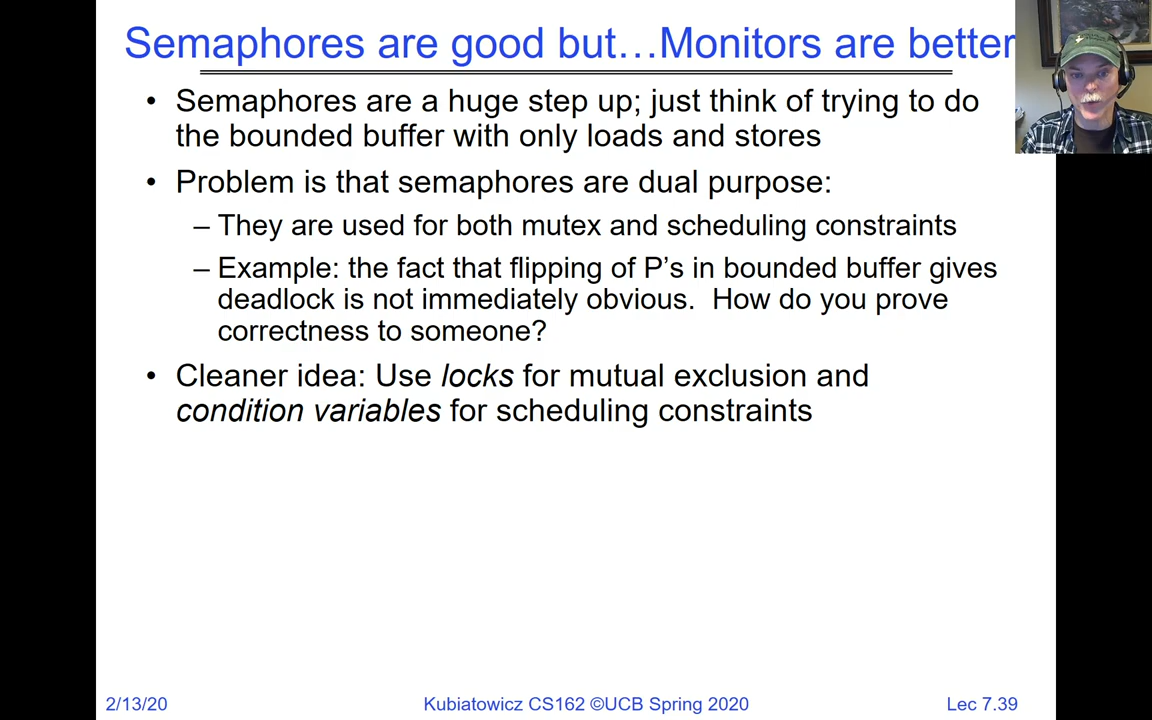 Semaphores are good but…Monitors are better
• Semaphores are a huge step up; just think of trying to do
the bounded buffer with only loads and stores
• Problem is that semaphores are dual purpose:
– They are used for both mutex and scheduling constraints
– Example: the fact that flipping of P’s in bounded buffer gives
deadlock is not immediately obvious.  How do you prove
correctness to someone?
• Cleaner idea: Use locks for mutual exclusion and
condition variables for scheduling constraints
2/13/20
Kubiatowicz CS162 ©UCB Spring 2020
Lec 7.39